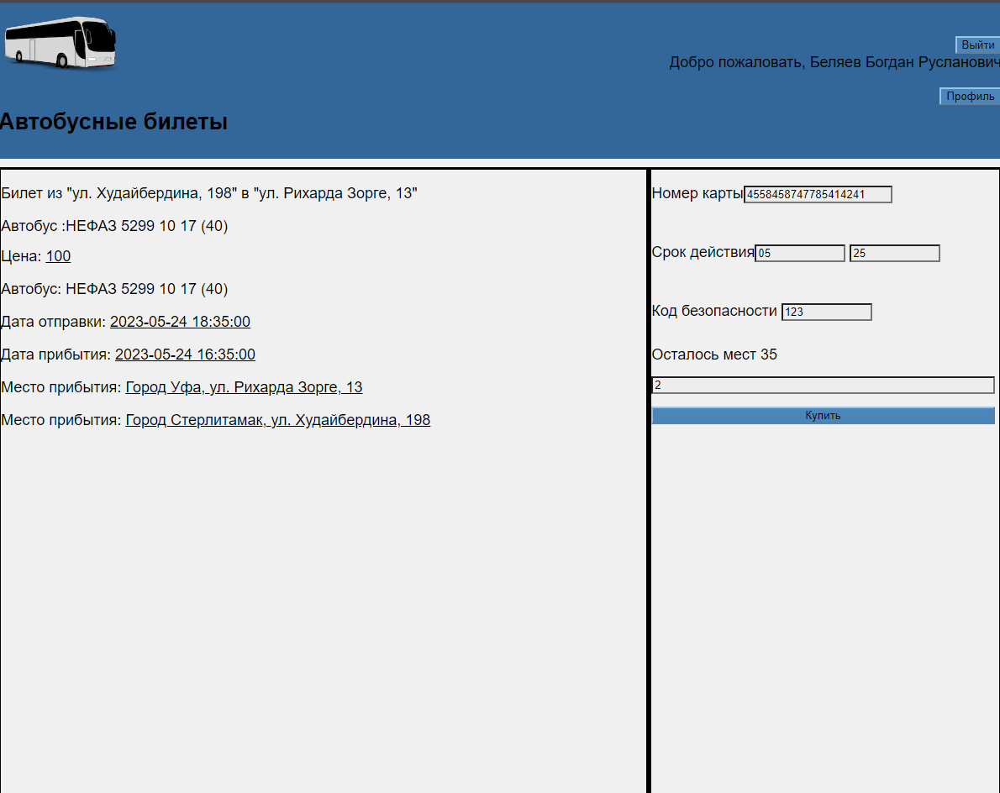 Выйти
Добро пожаловать, Беляев Богдан Русланович
Профиль
Автобусные билеты
Билет из "ул. Худайбердина, 198" в "ул. Рихарда Зорге, 13"
Автобус :НЕФАЗ 5299 10 17 (40)
Цена: 100
Автобус: НЕФАЗ 5299 10 17 (40)
Дата отправки: 2023-05-24 18:35:00
Дата прибытия: 2023-05-24 16:35:00
Место прибытия: Город Уфа, ул. Рихарда Зорге, 13
Место прибытия: Город Стерлитамак, ул. Худайбердина, 198
Номер карты 4558458747785414241
Срок действия 05 25
Код безопасности 123
Осталось мест 35
2
Купить